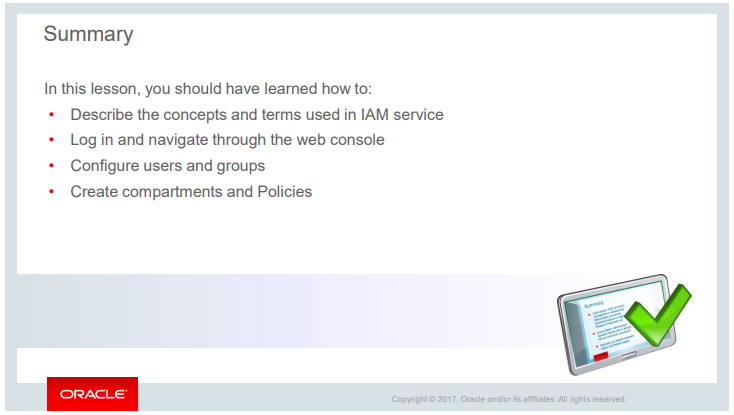 Summary
In this lesson, you should have learned how to:
• Describe the concepts and terms used in IAM service
• Log in and navigate through the web console
• Configure users and groups
• Create compartments and Policies
Summary
ORACLE
Copyright © 2017, Oracle and/or its affiliates. All rights reserved.